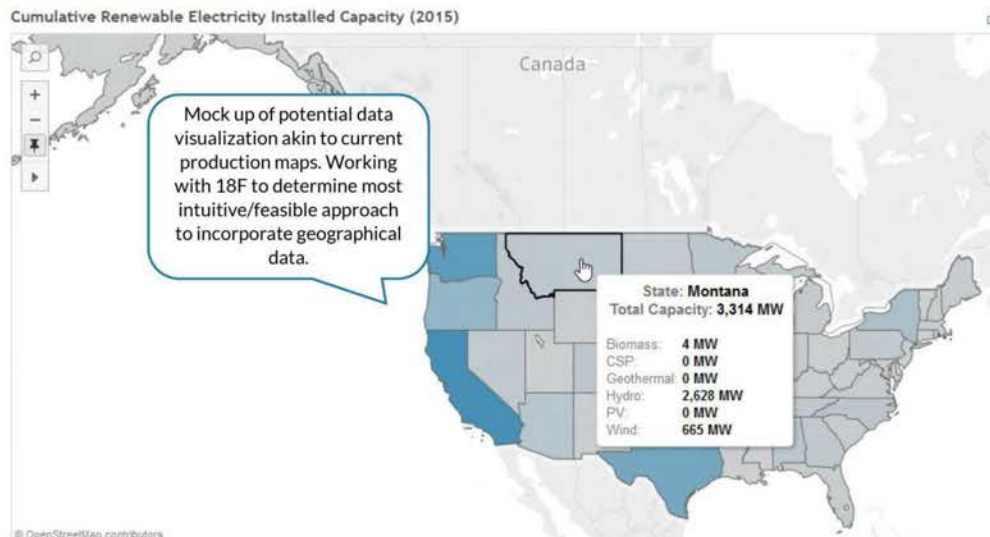 Cumulative Renewable Electricity Installed Capacity (2015)
Canada
Mock up of potential data
visualization akin to current
production maps. Working
with 18F to determine most
intuitive/feasible approach
to incorporate geographical
data.
State: Montana
Total Capacity: 3,314 MW
Biomass: 4 MW
CSP: 0 MW
Geothermal: 0 MW
Hydro: 2,628 MW
PV: 0 MW
Wind: 665 MW
© OpenStreetMap contributors